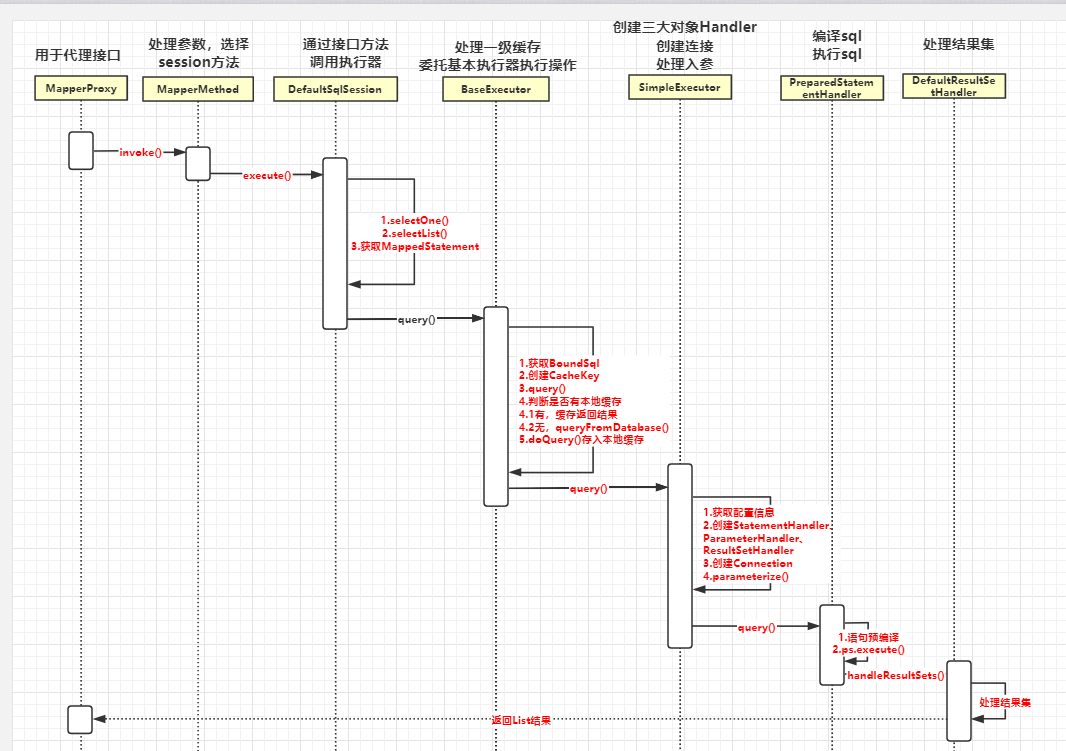 用于代理接口
处理参数，选择
session方法
通过接口方法
调用执行器
处理一级缓存
委托基本执行器执行操作
创建三大对象Handler
创建连接
处理入参
编译sql
执行sql
处理结果集
MapperProxy
MapperMethod
DefaultSqlSession
BaseExecutor
SimpleExecutor
PreparedStatem
entHandler
DefaultResultSe
tHandler
invoke()
execute()
1.selectOne()
2.selectList()
3.获取MappedStatement
query()
1.获取BoundSql
2.创建CacheKey
3.query()
4.判断是否有本地缓存
4.1有，缓存返回结果
4.2无，queryFromDatabase()
5.doQuery()存入本地缓存
query()
1.获取配置信息
2.创建StatementHandler、
ParameterHandler、
ResultSetHandler
3.创建Connection
4.parameterize()
query()
1.语句预编译
2.ps.execute()
handleResultSets()
处理结果集
返回List结果